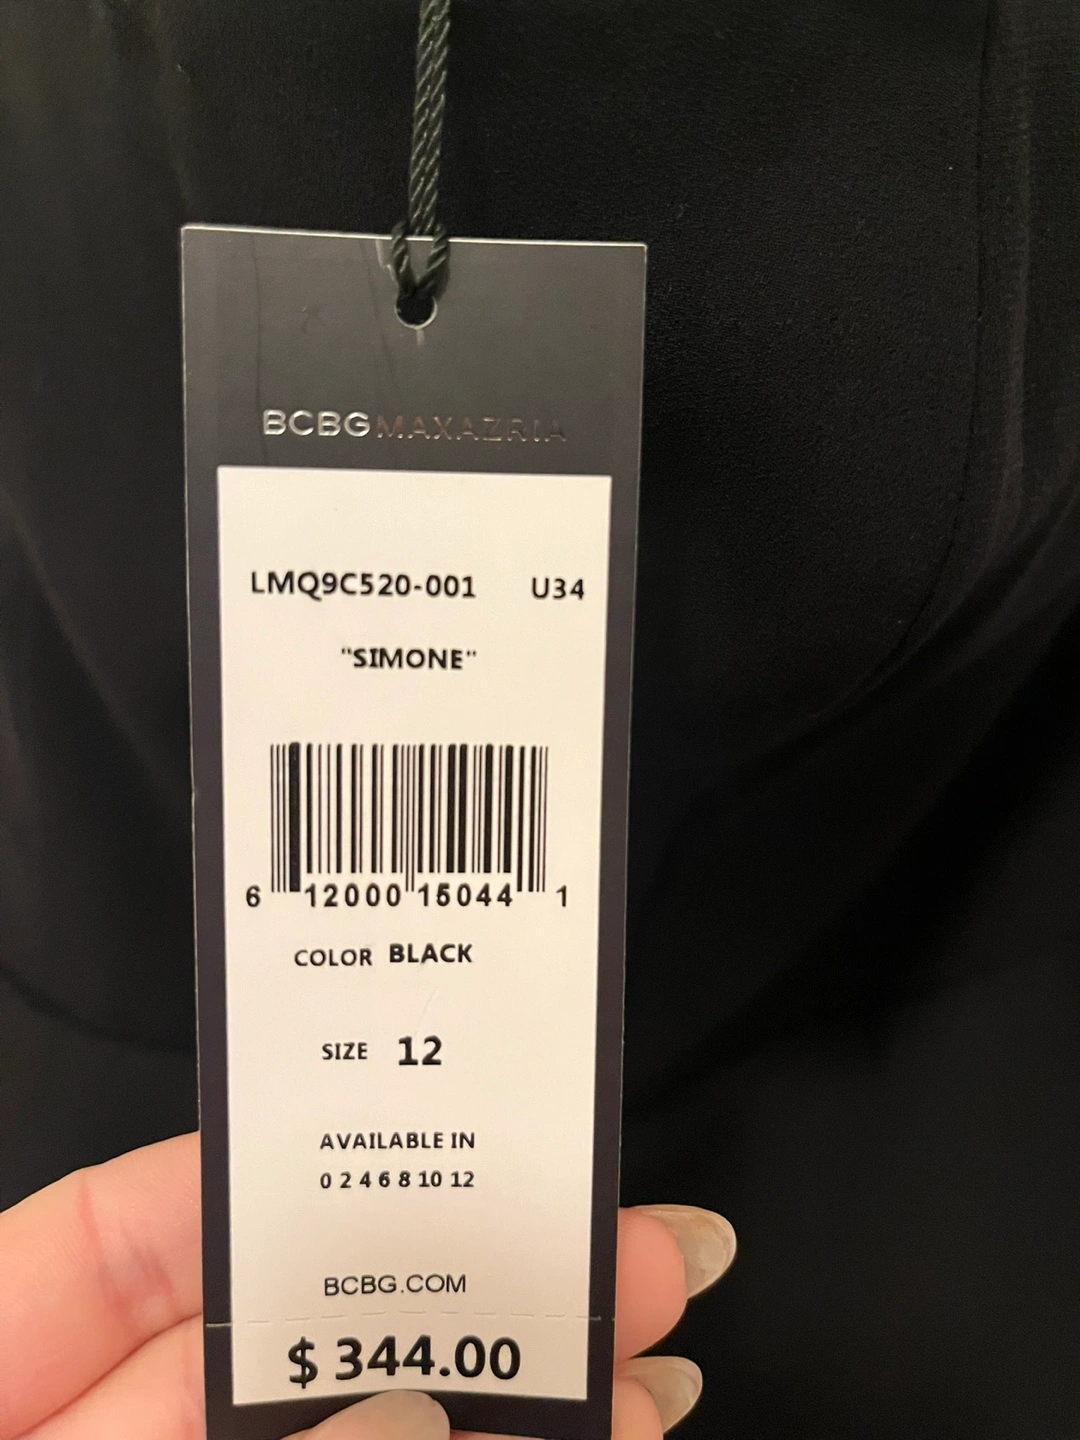 BCBGMAXAZRIA
LMQ9C520-001 U34
"SIMONE"
6 12000 15044 1
COLOR BLACK
SIZE 12
AVAILABLE IN
0 2 4 6 8 10 12
BCBG.COM
$ 344.00